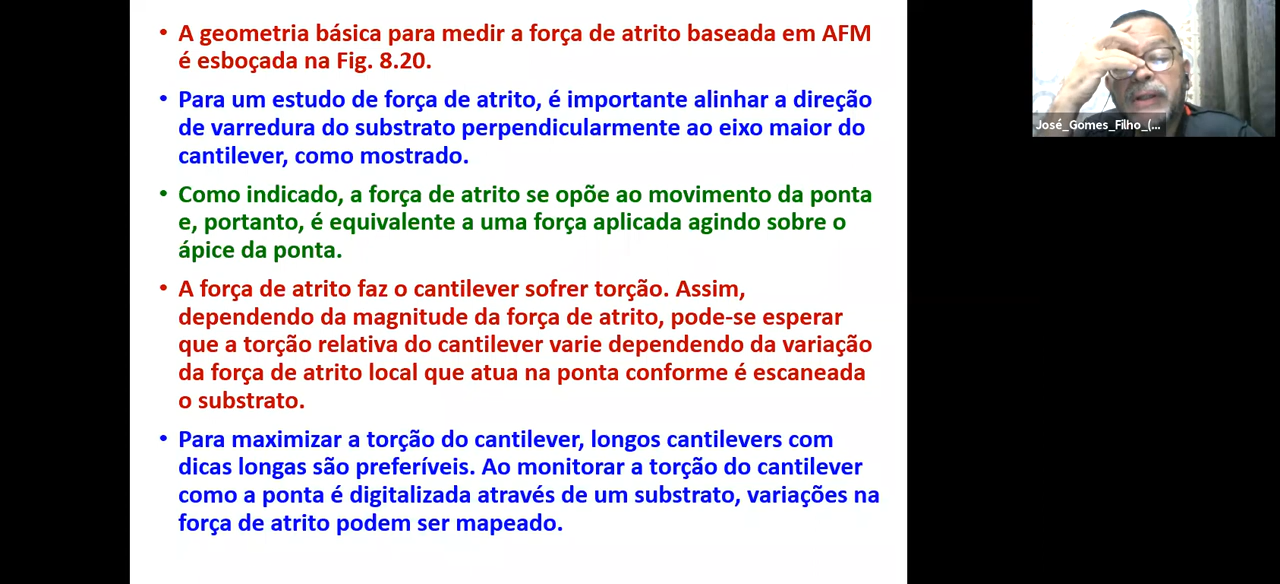 • A geometria básica para medir a força de atrito baseada em AFM
é esboçada na Fig. 8.20.
• Para um estudo de força de atrito, é importante alinhar a direção
de varredura do substrato perpendicularmente ao eixo maior do
cantilever, como mostrado.
• Como indicado, a força de atrito se opõe ao movimento da ponta
e, portanto, é equivalente a uma força aplicada agindo sobre o
ápice da ponta.
• A força de atrito faz o cantilever sofrer torção. Assim,
dependendo da magnitude da força de atrito, pode-se esperar
que a torção relativa do cantilever varie dependendo da variação
da força de atrito local que atua na ponta conforme é escaneada
o substrato.
• Para maximizar a torção do cantilever, longos cantilevers com
dicas longas são preferíveis. Ao monitorar a torção do cantilever
como a ponta é digitalizada através de um substrato, variações na
força de atrito podem ser mapeado.
José_Gomes_Filho_(...